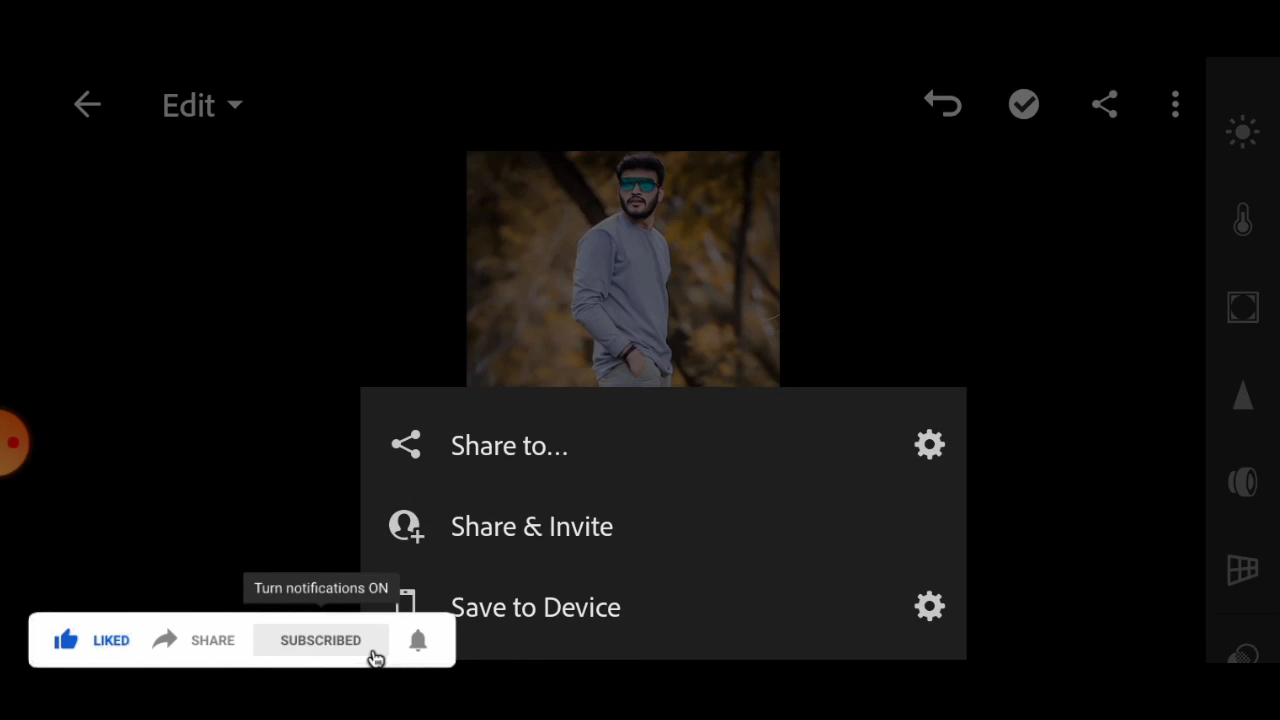 Edit
Share to...
Share & Invite
Save to Device
Turn notifications ON
LIKED SHARE SUBSCRIBED